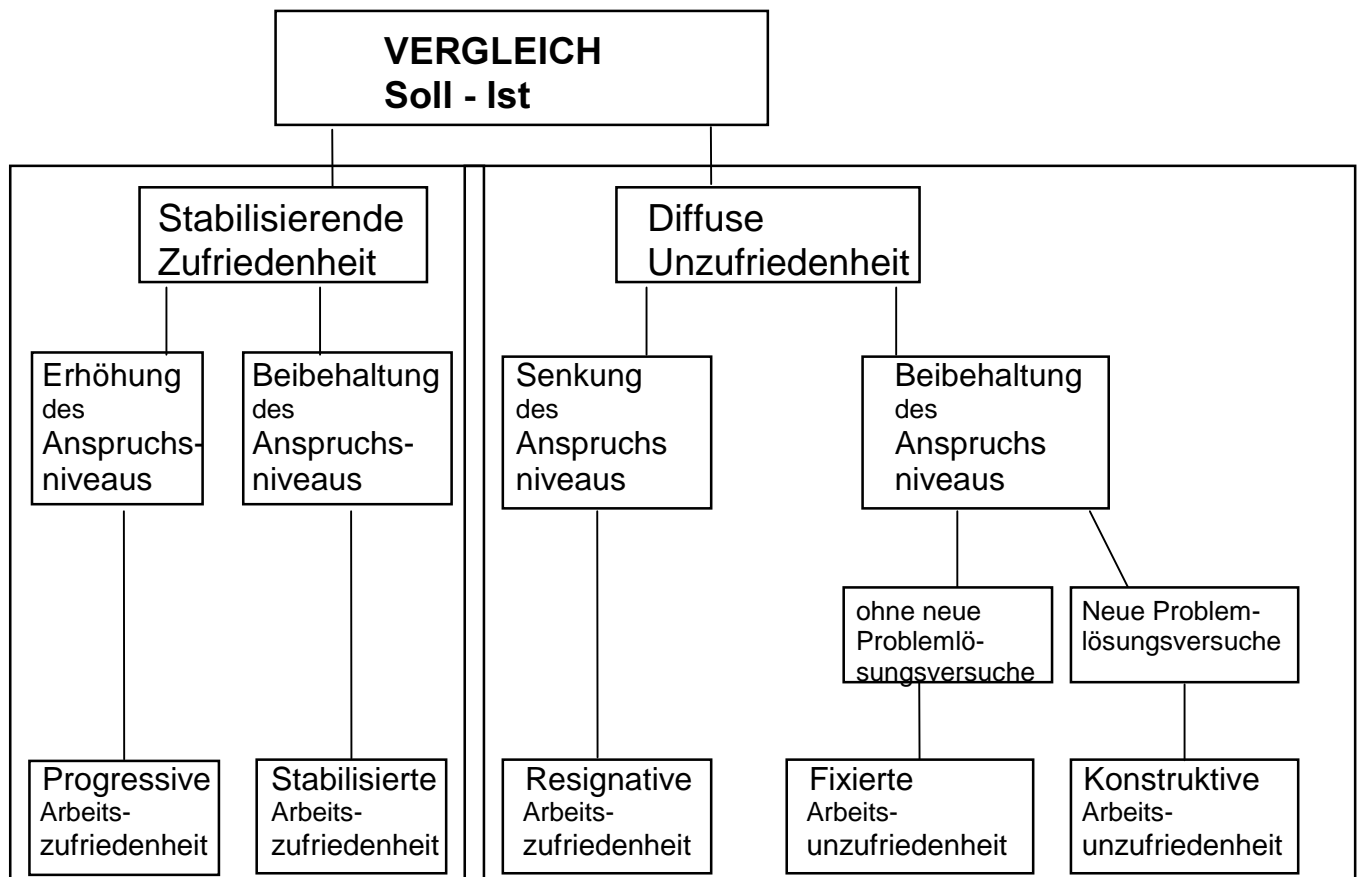 VERGLEICH
Soll - Ist
Stabilisierende
Zufriedenheit
Diffuse
Unzufriedenheit
Erhöhung
des
Anspruchs-
niveaus
Beibehaltung
des
Anspruchs-
niveaus
Senkung
des
Anspruchs
niveaus
Beibehaltung
des
Anspruchs
niveaus
ohne neue
Problemlö-
sungsversuche
Neue Problem-
lösungsversuche
Progressive
Arbeits-
zufriedenheit
Stabilisierte
Arbeits-
zufriedenheit
Resignative
Arbeits-
zufriedenheit
Fixierte
Arbeits-
unzufriedenheit
Konstruktive
Arbeits-
unzufriedenheit